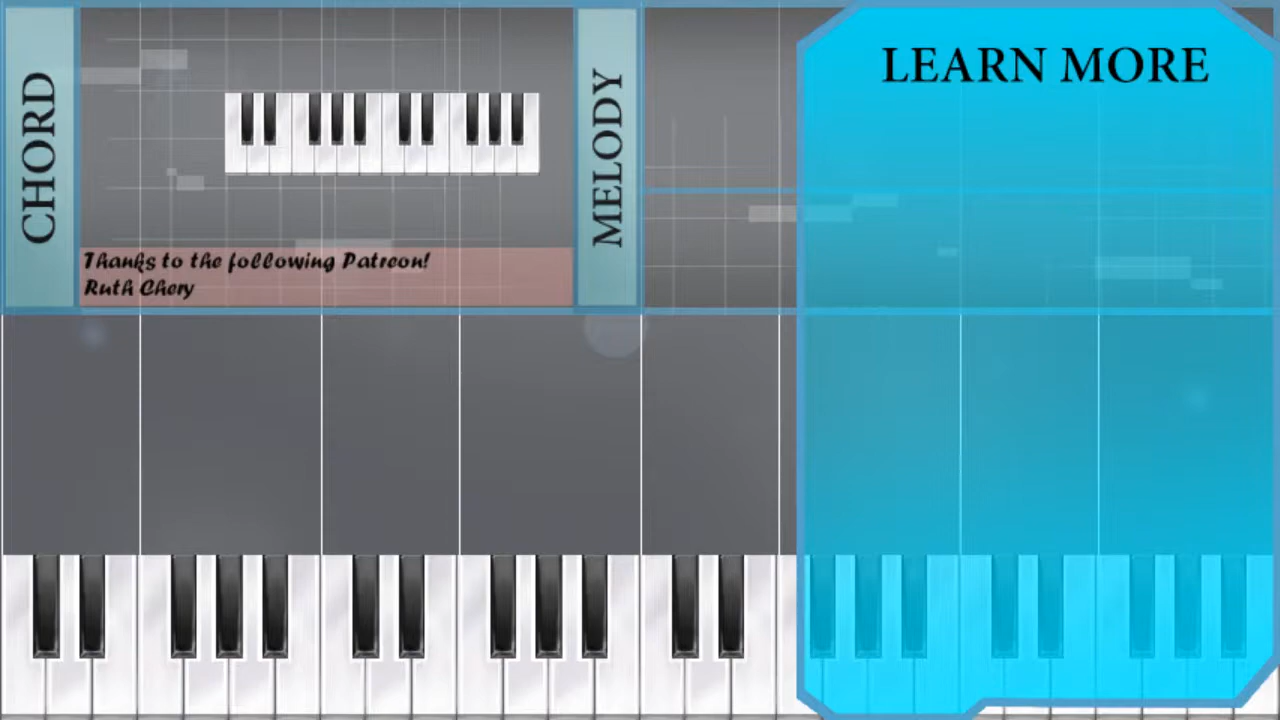 CHORD
Thanks to the following Patreon!
Ruth Chery
MELODY
LEARN MORE